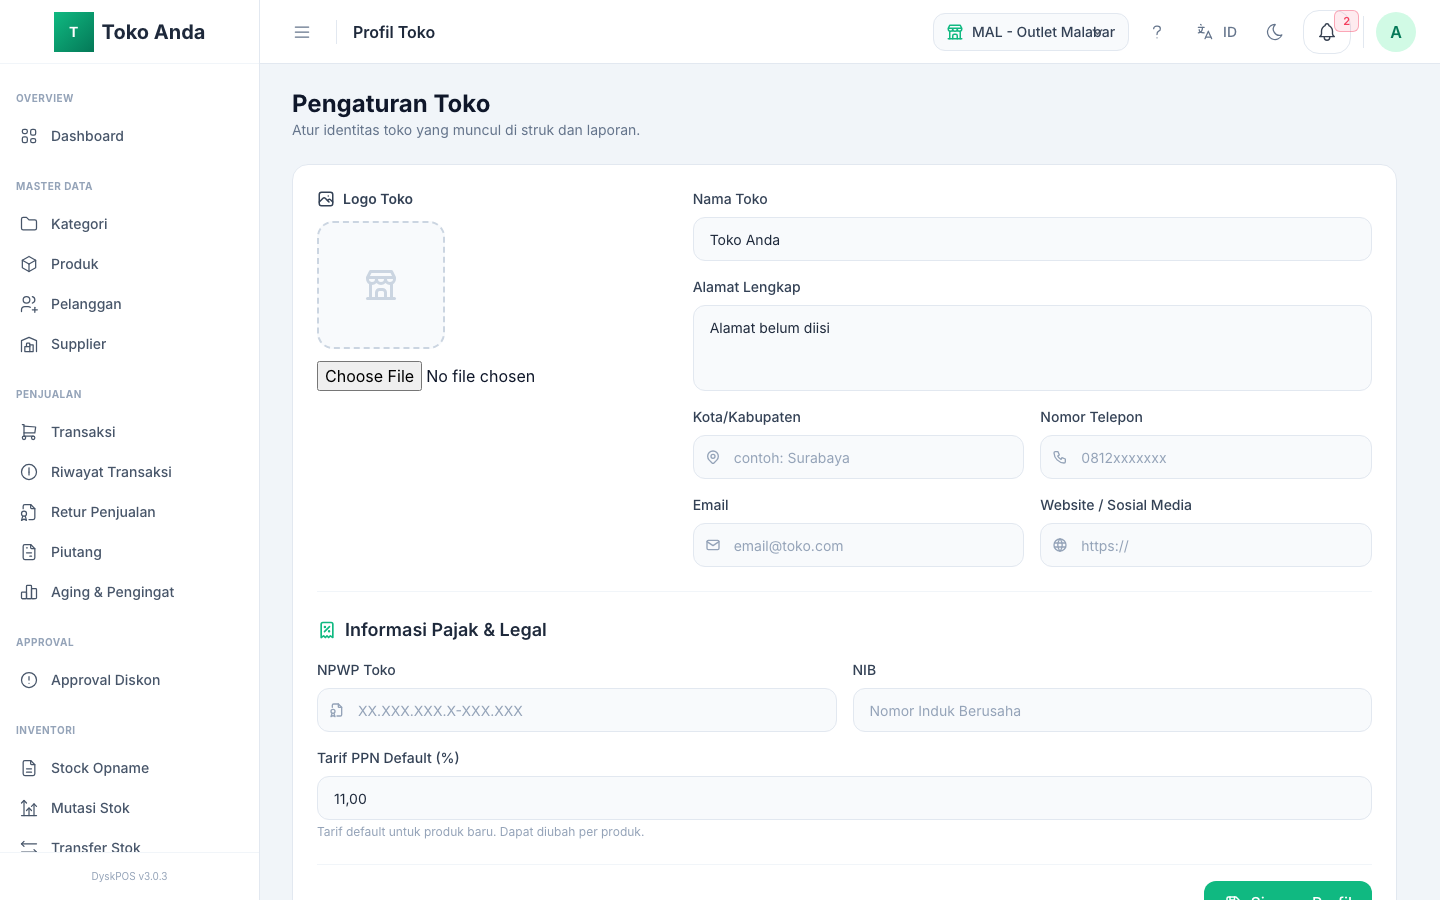 T Toko Anda
Profil Toko
MAL - Outlet Malabar
ID
2
A
OVERVIEW
Dashboard
MASTER DATA
Kategori
Produk
Pelanggan
Supplier
PENJUALAN
Transaksi
Riwayat Transaksi
Retur Penjualan
Piutang
Aging & Pengingat
APPROVAL
Approval Diskon
INVENTORI
Stock Opname
Mutasi Stok
Transfer Stok
DyskPOS v3.0.3
Pengaturan Toko
Atur identitas toko yang muncul di struk dan laporan.
Logo Toko
Choose File No file chosen
Nama Toko
Toko Anda
Alamat Lengkap
Alamat belum diisi
Kota/Kabupaten
contoh: Surabaya
Nomor Telepon
0812xxxxxxx
Email
email@toko.com
Website / Sosial Media
https://
Informasi Pajak & Legal
NPWP Toko
XX.XXX.XXX.X-XXX.XXX
NIB
Nomor Induk Berusaha
Tarif PPN Default (%)
11,00
Tarif default untuk produk baru. Dapat diubah per produk.